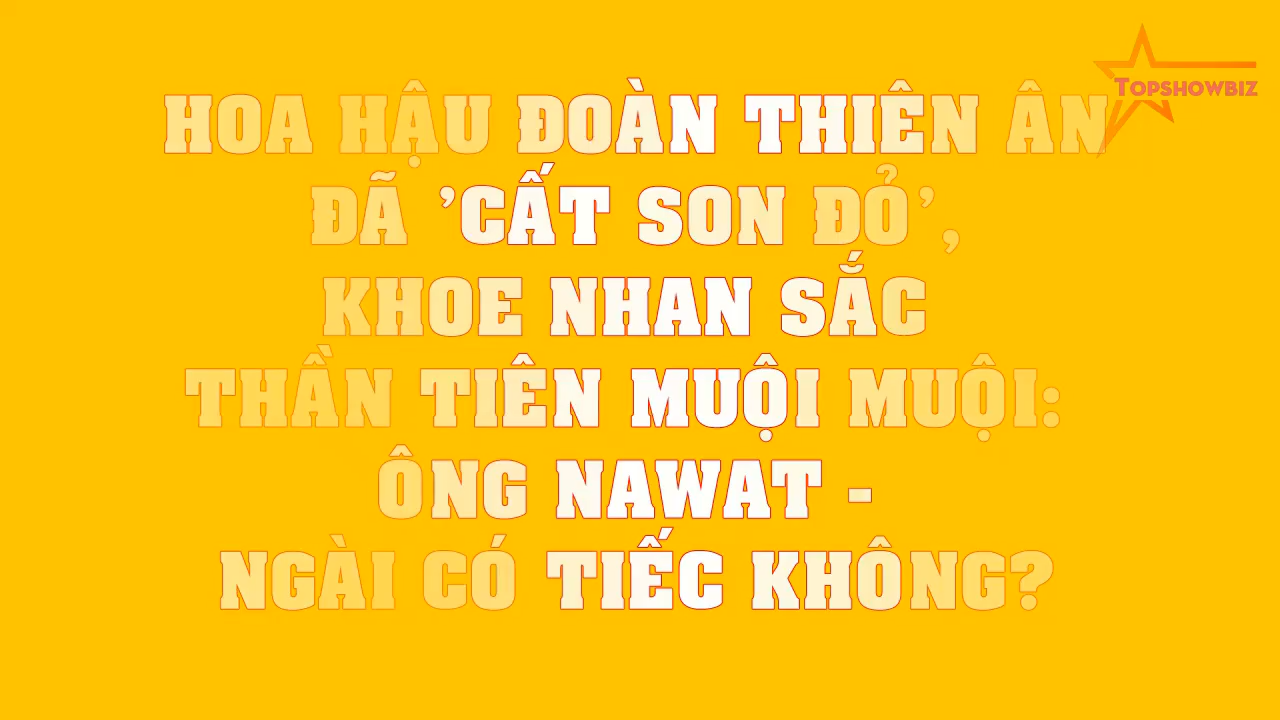 TOPSHOWBIZ
HOA HẬU ĐOÀN THIÊN ÂN
ĐÃ 'CẤT SON ĐỎ',
KHOE NHAN SẮC
THẦN TIÊN MUỘI MUỘI:
ÔNG NAWAT -
NGÀI CÓ TIẾC KHÔNG?